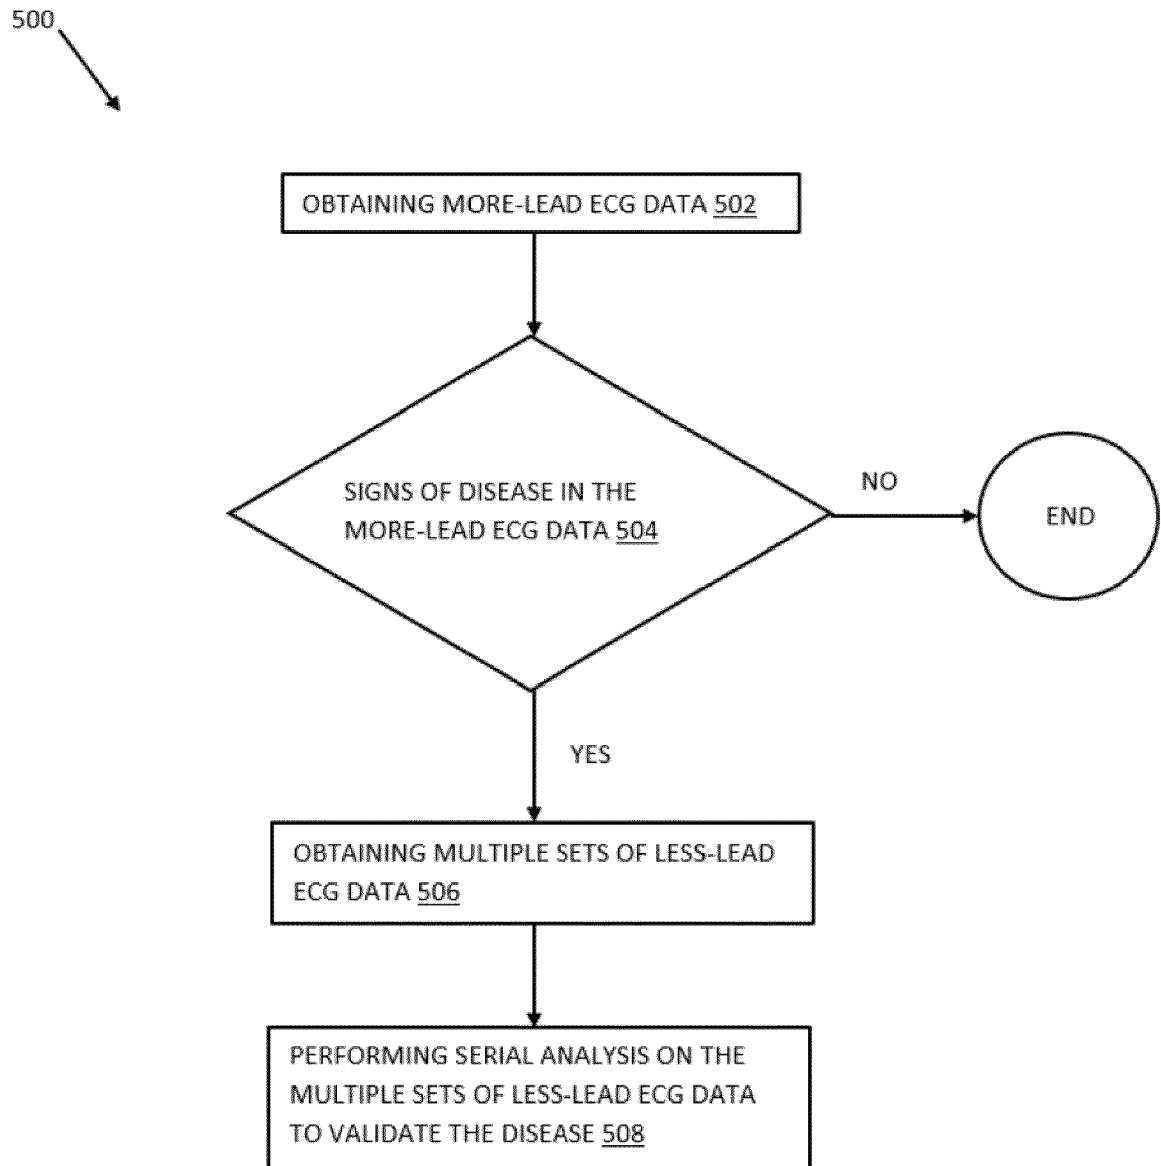 500
OBTAINING MORE-LEAD ECG DATA 502
SIGNS OF DISEASE IN THE
MORE-LEAD ECG DATA 504
NO
END
YES
OBTAINING MULTIPLE SETS OF LESS-LEAD
ECG DATA 506
PERFORMING SERIAL ANALYSIS ON THE
MULTIPLE SETS OF LESS-LEAD ECG DATA
TO VALIDATE THE DISEASE 508